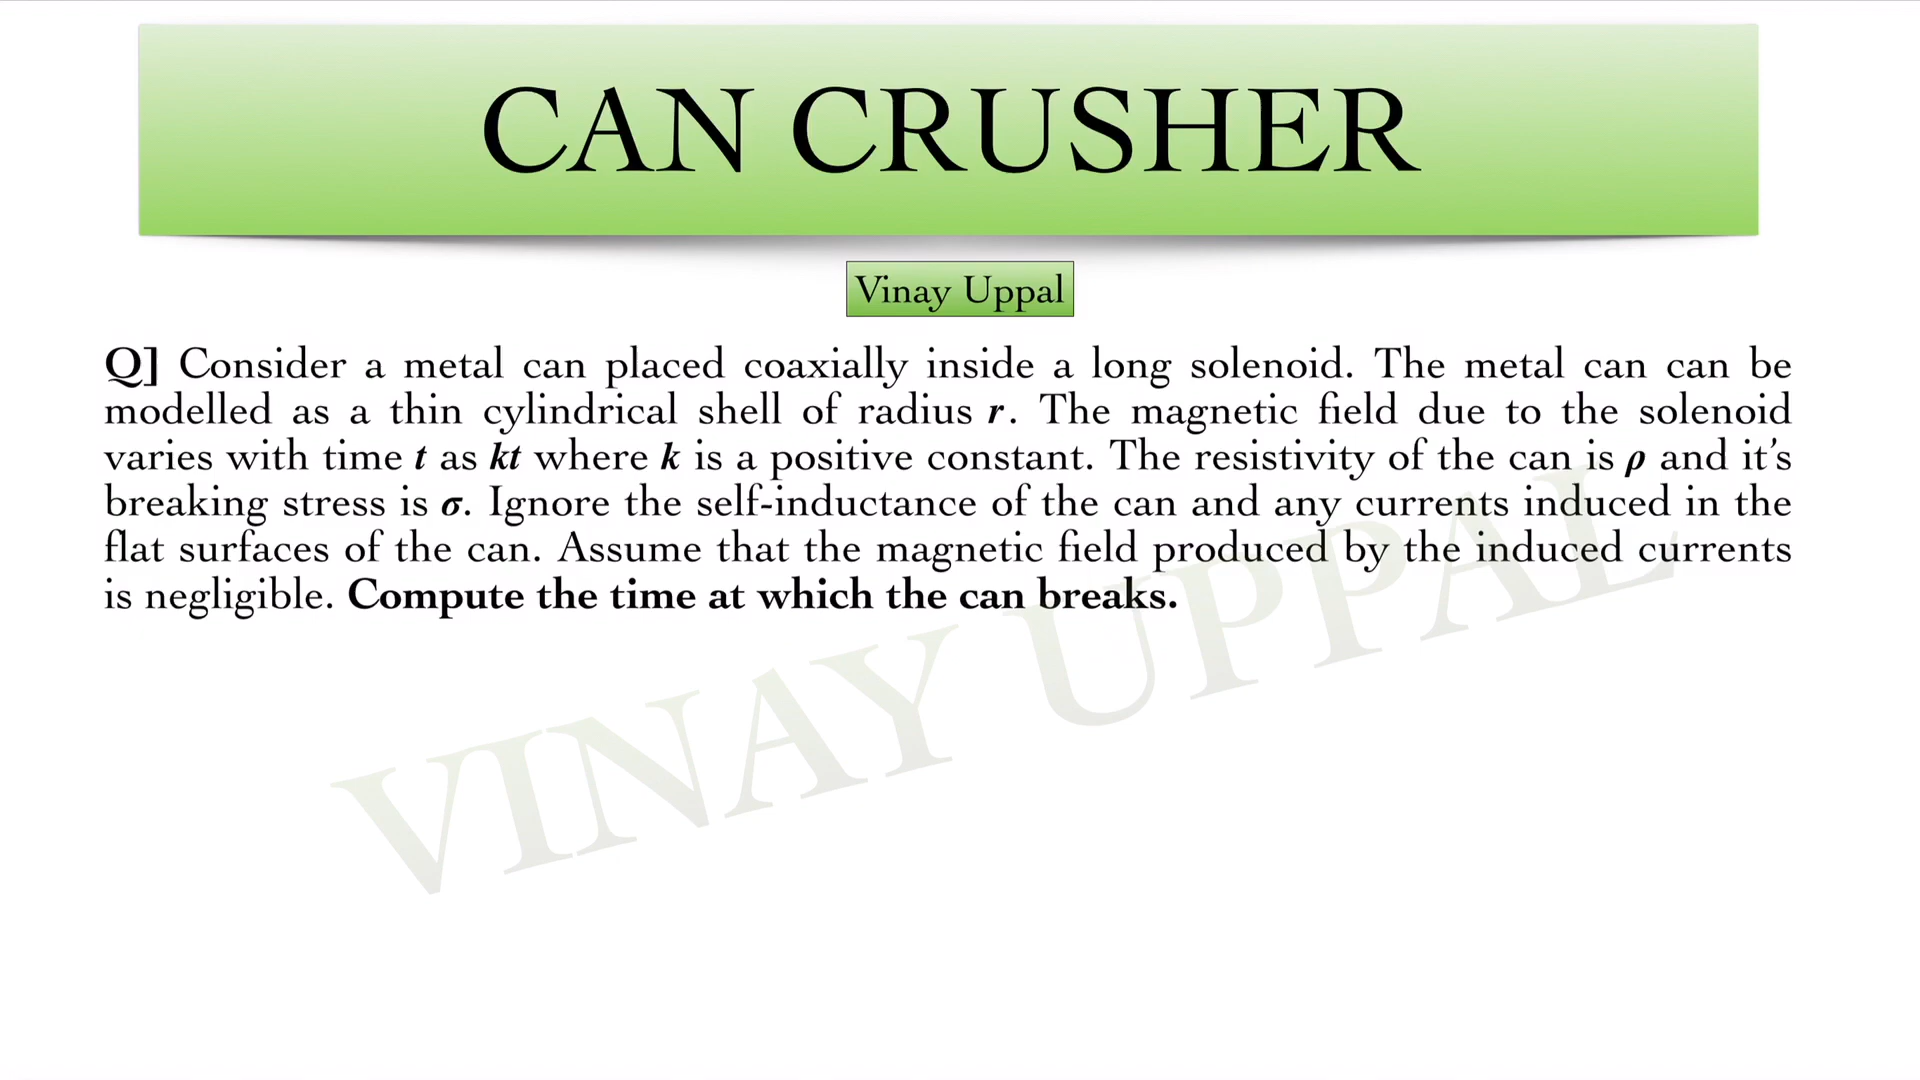 CAN CRUSHER
Vinay Uppal
Q] Consider a metal can placed coaxially inside a long solenoid. The metal can can be
modelled as a thin cylindrical shell of radius r. The magnetic field due to the solenoid
varies with time t as kt where k is a positive constant. The resistivity of the can is ρ and it’s
breaking stress is σ. Ignore the self-inductance of the can and any currents induced in the
flat surfaces of the can. Assume that the magnetic field produced by the induced currents
is negligible. Compute the time at which the can breaks.
VINAY UPPAL